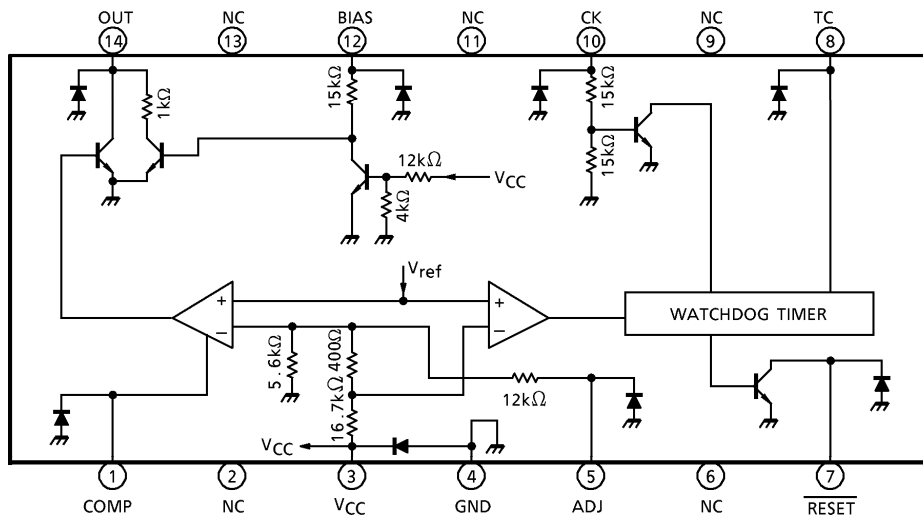 OUT NC BIAS NC CK NC TC
14 13 12 11 10 9 8
1kΩ
15kΩ
15kΩ
15kΩ
12kΩ
VCC
4kΩ
Vref
+
−
+
−
WATCHDOG TIMER
5.6kΩ
400Ω
16.7kΩ
12kΩ
VCC
1 2 3 4 5 6 7
COMP NC VCC GND ADJ NC RESET